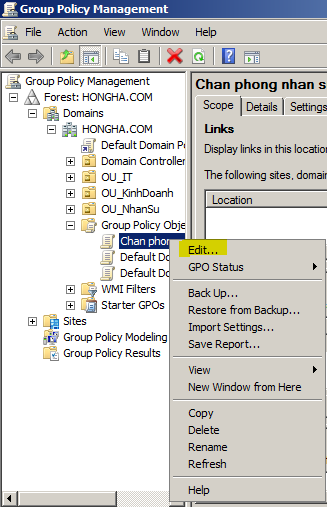 Group Policy Management
File Action View Window Help
Group Policy Management
Forest: HONGHA.COM
Domains
HONGHA.COM
Default Domain Po
Domain Controller
OU_IT
OU_KinhDoanh
OU_NhanSu
Group Policy Obje
Chan phon
Default Do
Default Do
WMI Filters
Starter GPOs
Sites
Group Policy Modeling
Group Policy Results
Chan phong nhan s
Scope Details Settings
Links
Display links in this location
The following sites, domain
Location
Edit...
GPO Status
Back Up...
Restore from Backup...
Import Settings...
Save Report...
View
New Window from Here
Copy
Delete
Rename
Refresh
Help